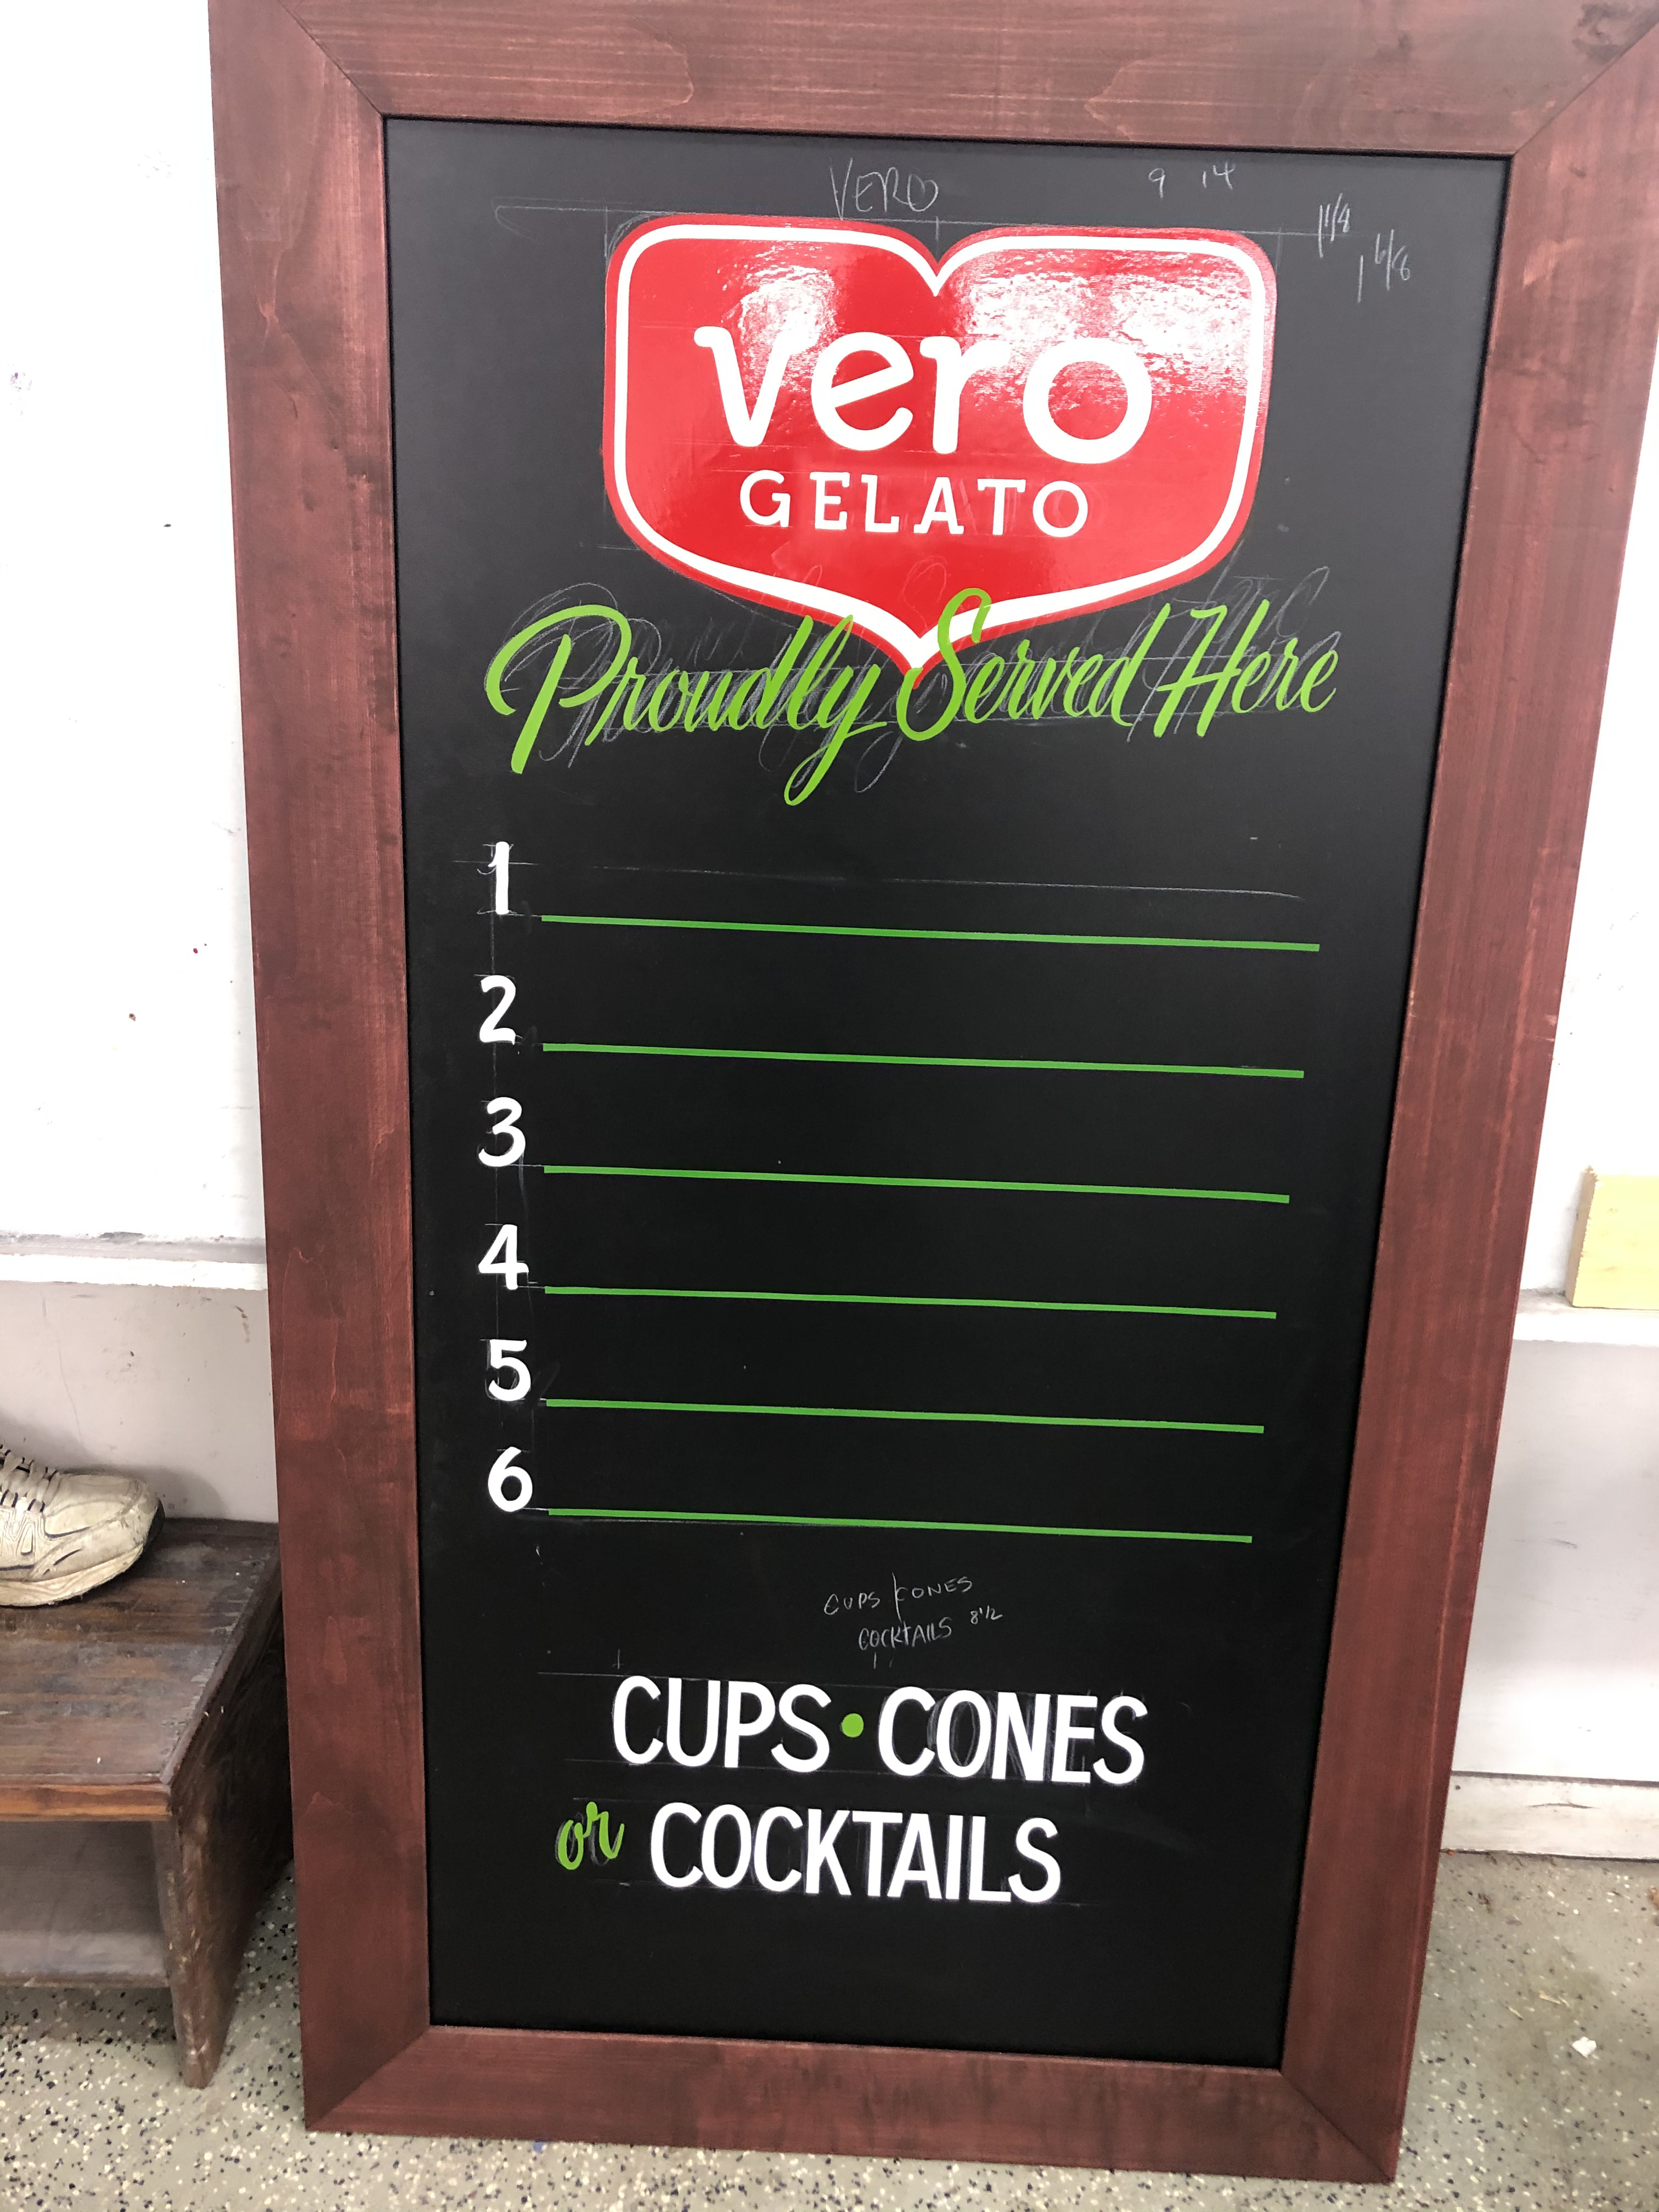 VERO 9 14
1 1/4
1 6/8
vero
GELATO
Proudly Served Here
1
2
3
4
5
6
CUPS CONES
COCKTAILS 8 1/2
CUPS • CONES
or COCKTAILS